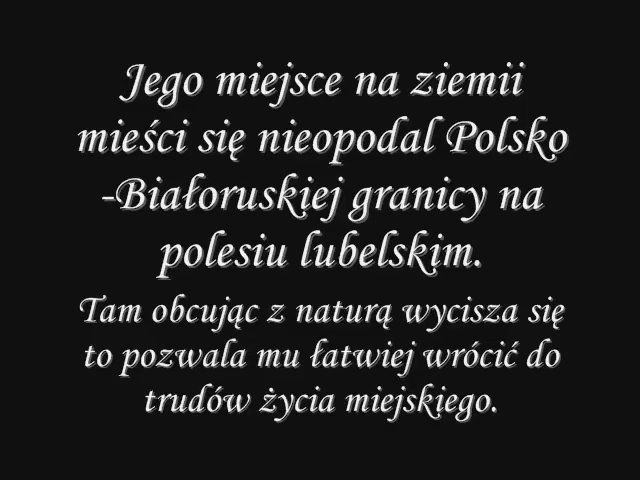 Jego miejsce na ziemii
mieści się nieopodal Polsko
-Białoruskiej granicy na
polesiu lubelskim.
Tam obcując z naturą wycisza się
to pozwala mu łatwiej wrócić do
trudów życia miejskiego.